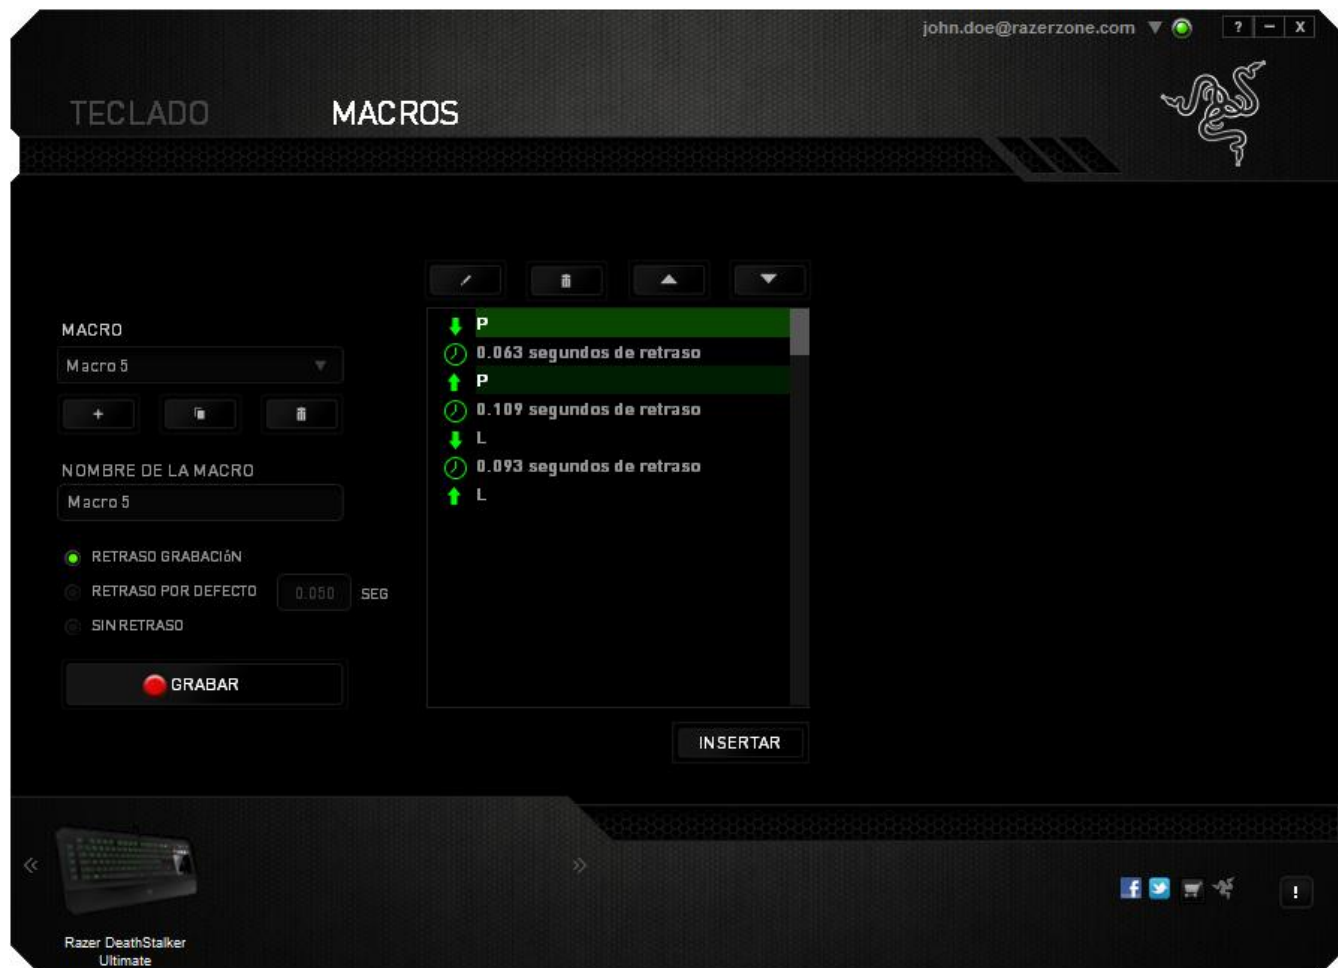 john.doe@razerzone.com ? – X
TECLADO MACROS
MACRO
Macro 5
NOMBRE DE LA MACRO
Macro 5
RETRASO GRABACIóN
RETRASO POR DEFECTO 0.050 SEG
SIN RETRASO
GRABAR
P
0.063 segundos de retraso
P
0.109 segundos de retraso
L
0.093 segundos de retraso
L
INSERTAR
Razer DeathStalker
Ultimate